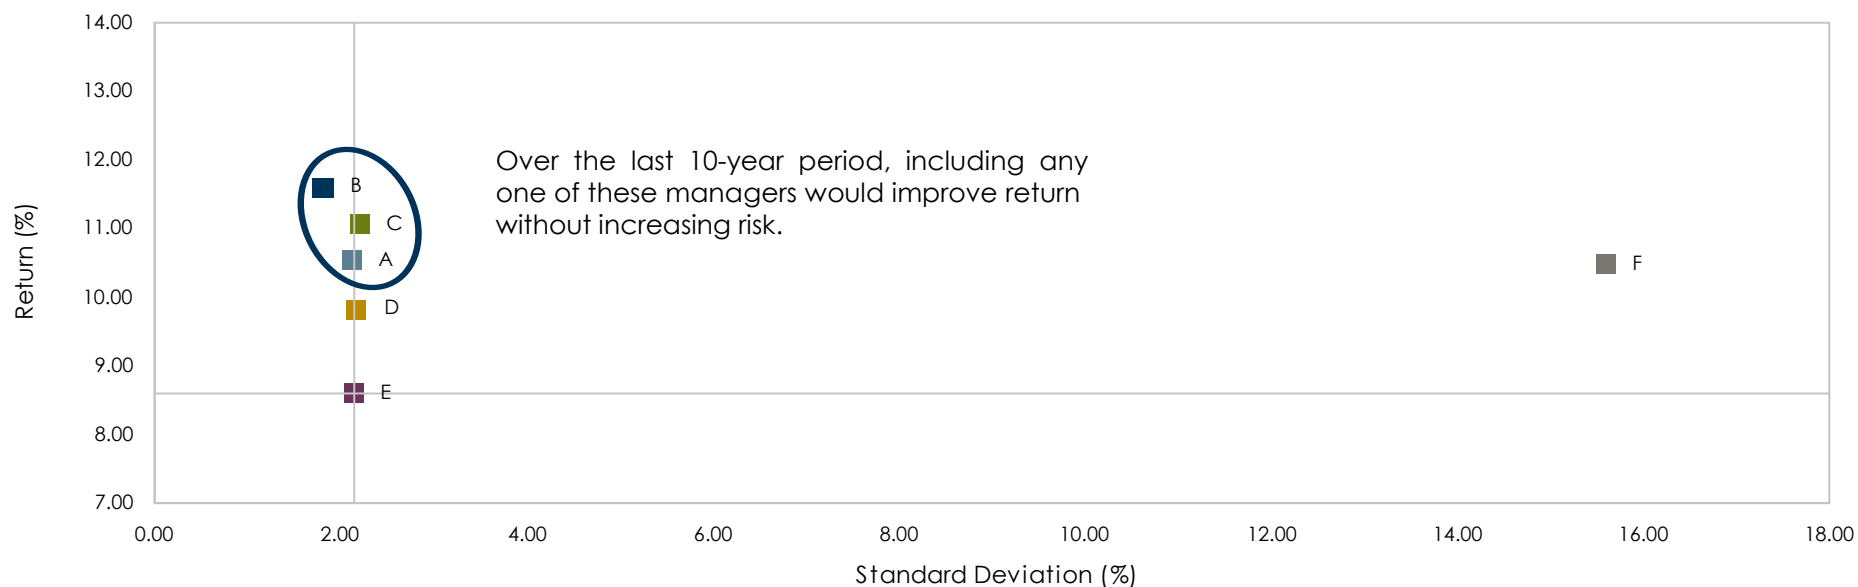 14.00
13.00
12.00
11.00
10.00
9.00
8.00
7.00
Return (%)
B
C
A
D
E
F
Over the last 10-year period, including any
one of these managers would improve return
without increasing risk.
0.00 2.00 4.00 6.00 8.00 10.00 12.00 14.00 16.00 18.00
Standard Deviation (%)